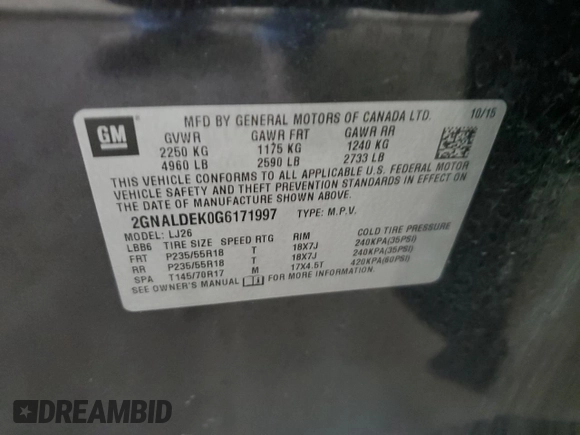 GM
MFD BY GENERAL MOTORS OF CANADA LTD. 10/15
GVWR GAWR FRT GAWR RR
2250 KG 1175 KG 1240 KG
4960 LB 2590 LB 2733 LB
THIS VEHICLE CONFORMS TO ALL APPLICABLE U.S. FEDERAL MOTOR
VEHICLE SAFETY AND THEFT PREVENTION STANDARDS IN EFFECT ON
THE DATE OF MANUFACTURE SHOWN ABOVE.
2GNALDEK0G6171997 TYPE: M.P.V.
MODEL: LJ26
LBB6 TIRE SIZE SPEED RTG RIM COLD TIRE PRESSURE
FRT P235/55R18 T 18X7J 240KPA(35PSI)
RR P235/55R18 T 18X7J 240KPA(35PSI)
SPA T145/70R17 M 17X4.5T 420KPA(60PSI)
SEE OWNER'S MANUAL FOR MORE INFORMATION.
DREAMBID